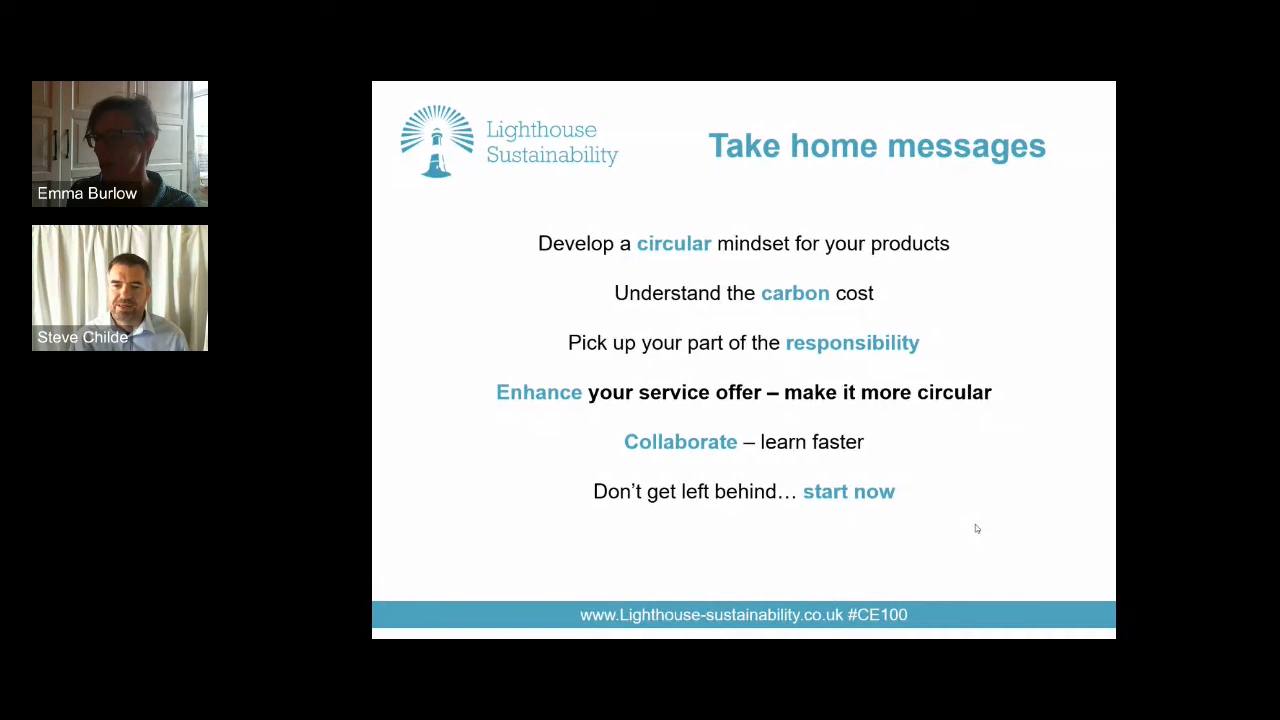 Emma Burlow
Steve Childe
Lighthouse
Sustainability
Take home messages
Develop a circular mindset for your products
Understand the carbon cost
Pick up your part of the responsibility
Enhance your service offer – make it more circular
Collaborate – learn faster
Don’t get left behind… start now
www.Lighthouse-sustainability.co.uk #CE100